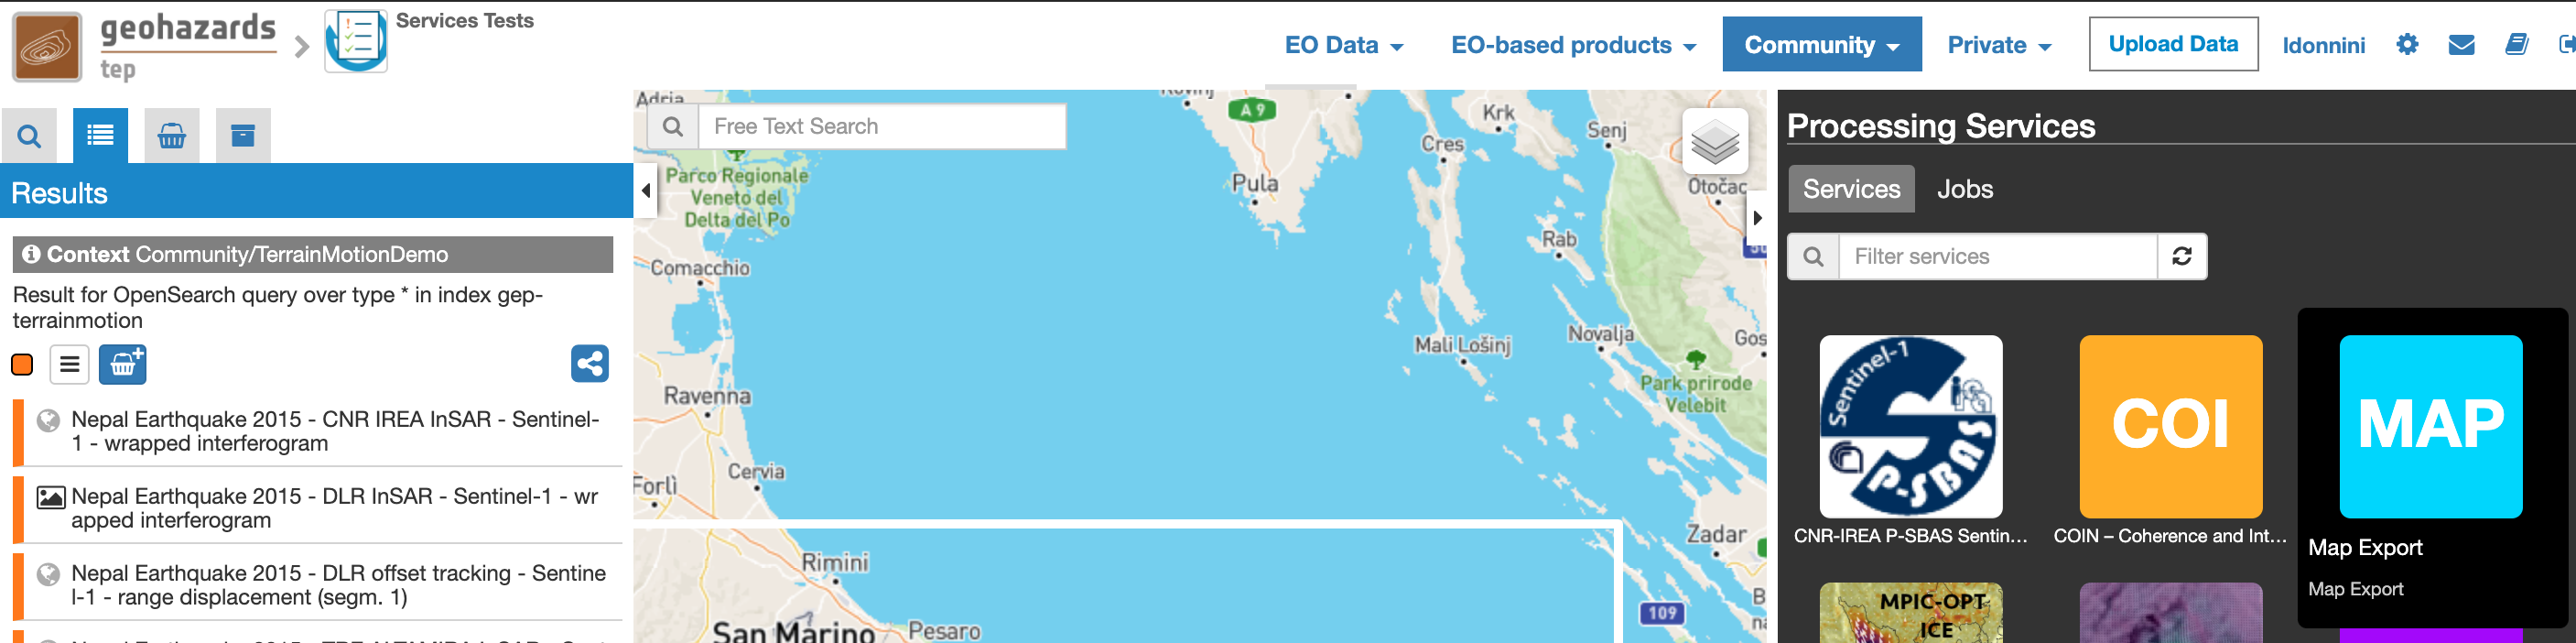 geohazards
tep
Services Tests
EO Data
EO-based products
Community
Private
Upload Data
ldonnini
Results
Context Community/TerrainMotionDemo
Result for OpenSearch query over type * in index gep-
terrainmotion
Nepal Earthquake 2015 - CNR IREA InSAR - Sentinel-
1 - wrapped interferogram
Nepal Earthquake 2015 - DLR InSAR - Sentinel-1 - wr
apped interferogram
Nepal Earthquake 2015 - DLR offset tracking - Sentine
l-1 - range displacement (segm. 1)
Free Text Search
Adria
A 9
Krk
Senj
Cres
Parco Regionale
Veneto del
Delta del Po
Pula
Otočac
Rab
Comacchio
Novalja
Gos
Mali Lošinj
Park prirode
Velebit
Ravenna
Cervia
Forlì
Zadar
Rimini
109
San Marino
Pesaro
Processing Services
Services
Jobs
Filter services
Sentinel-1
P-SBAS
COI
MAP
CNR-IREA P-SBAS Sentin...
COIN – Coherence and Int...
Map Export
Map Export
MPIC-OPT
ICE